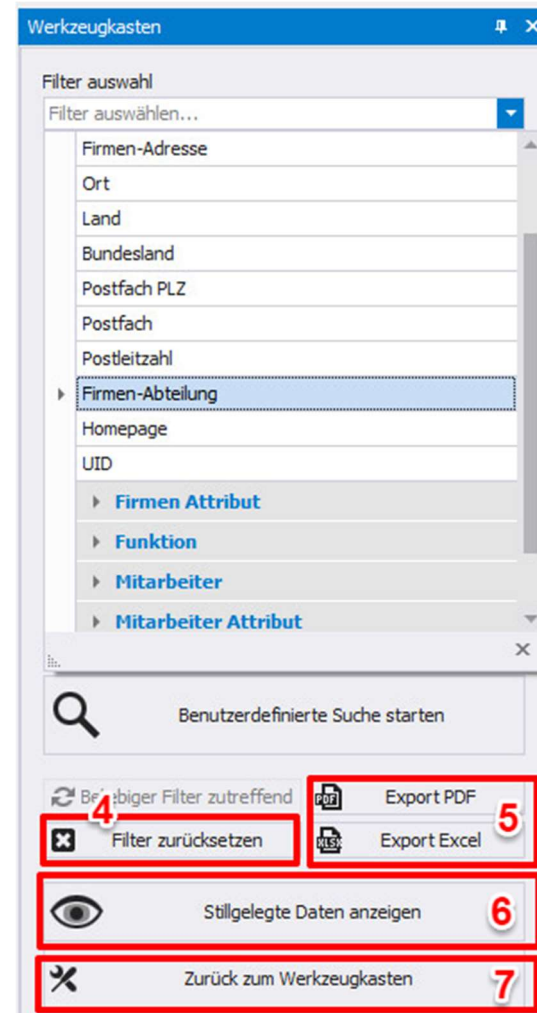 Werkzeugkasten
Filter auswahl
Filter auswählen...
Firmen-Adresse
Ort
Land
Bundesland
Postfach PLZ
Postfach
Postleitzahl
Firmen-Abteilung
Homepage
UID
Firmen Attribut
Funktion
Mitarbeiter
Mitarbeiter Attribut
Benutzerdefinierte Suche starten
Beliebiger Filter zutreffend
4
PDF Export PDF
5
Filter zurücksetzen
XLSX Export Excel
Stillgelegte Daten anzeigen 6
Zurück zum Werkzeugkasten 7